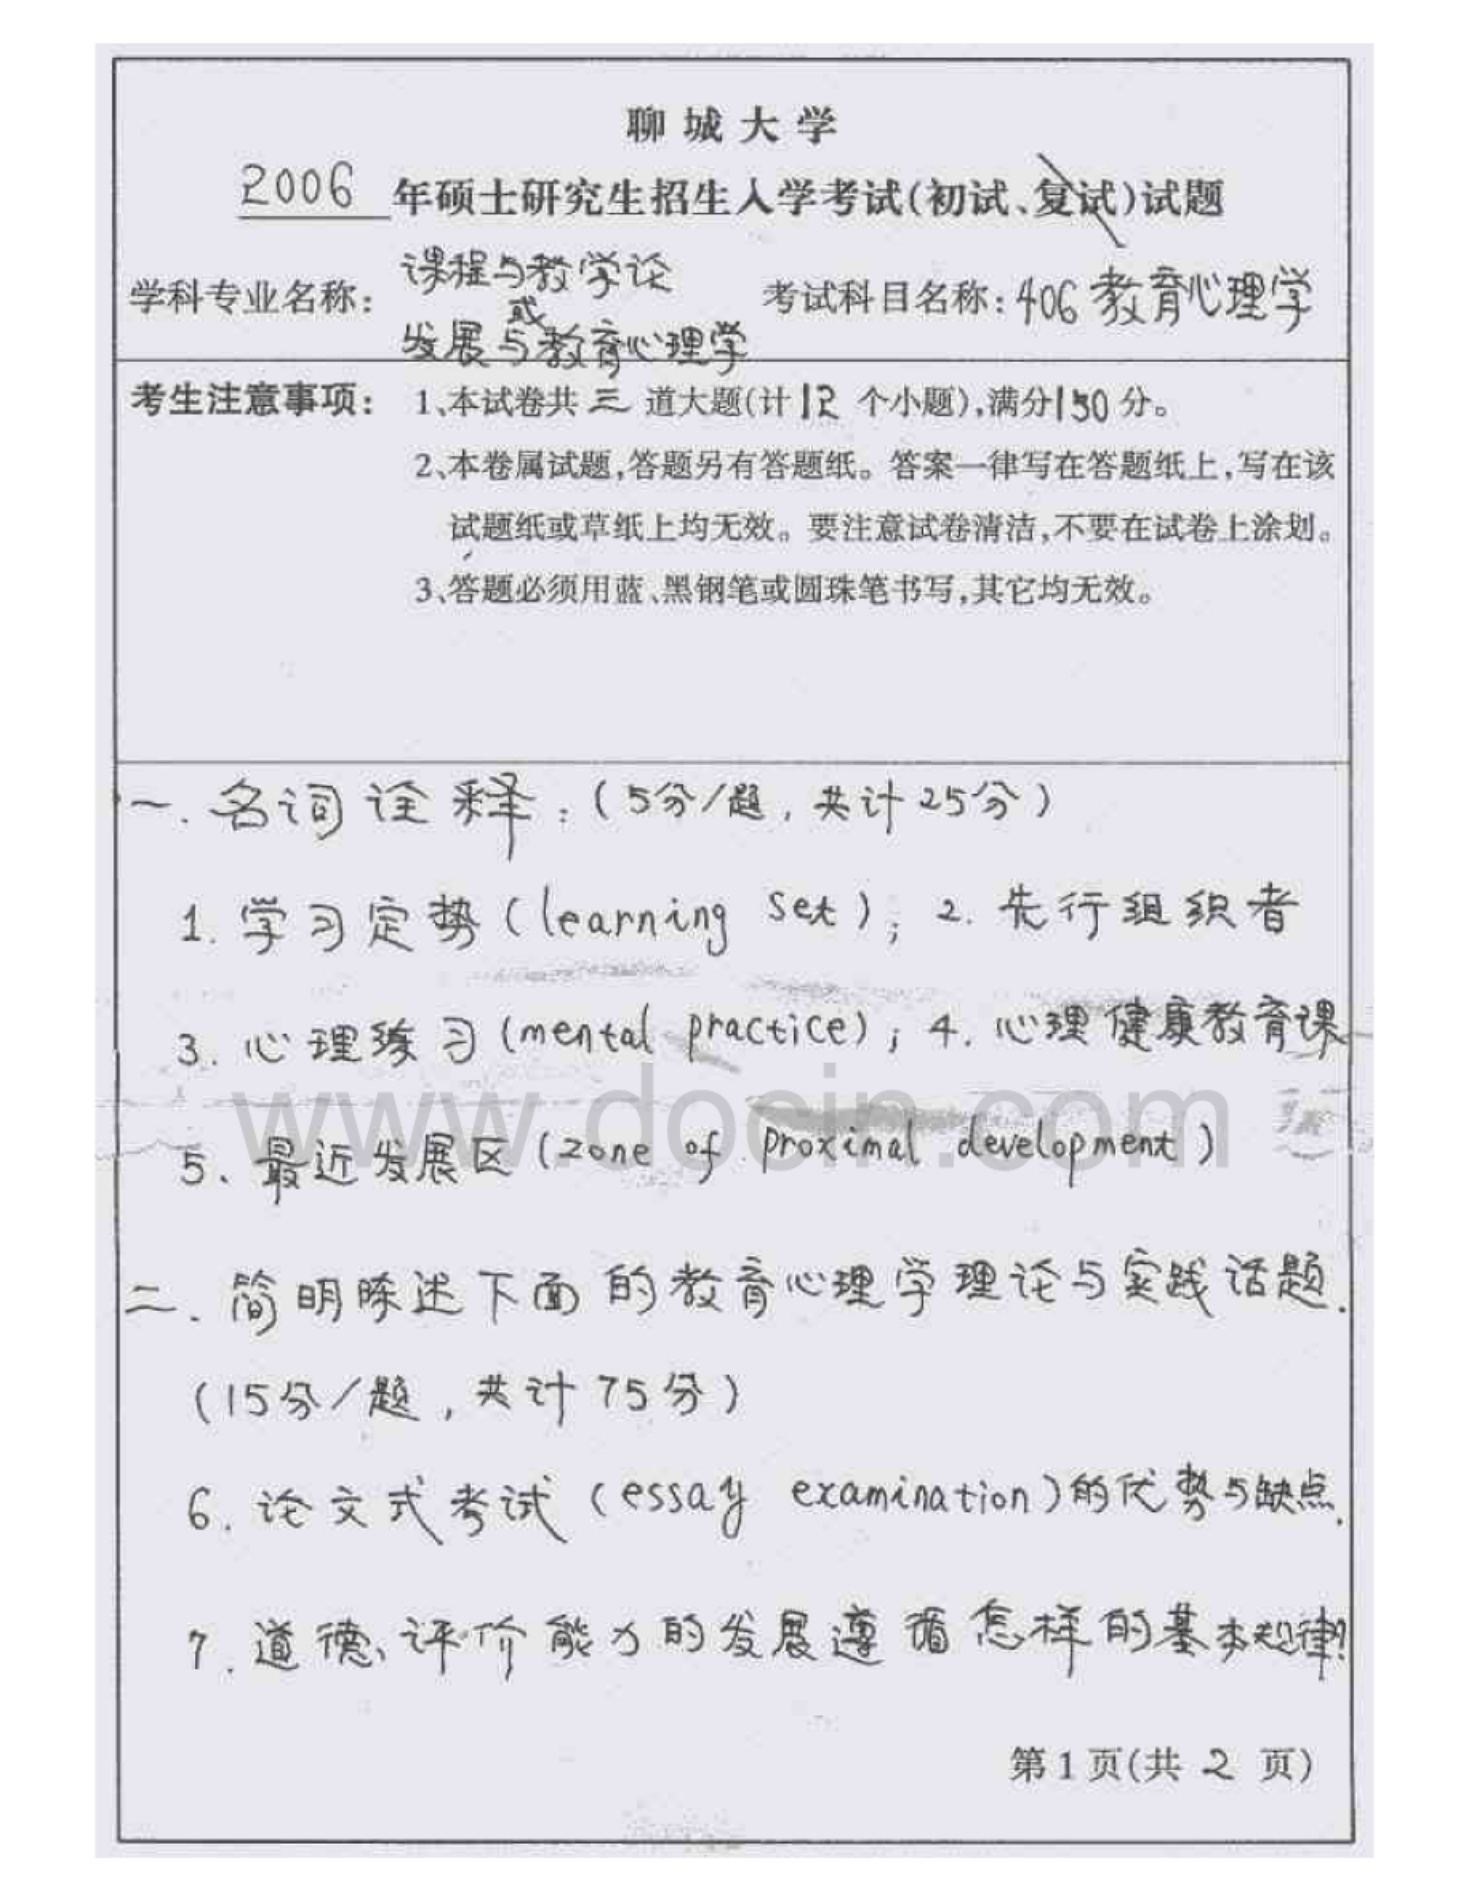 聊城大学
2006 年硕士研究生招生入学考试(初试、复试)试题
学科专业名称: 课程与教学论 或 发展与教育心理学 考试科目名称: 406 教育心理学
考生注意事项: 1、本试卷共 三 道大题(计 12 个小题),满分150分。
2、本卷属试题,答题另有答题纸。答案一律写在答题纸上,写在该
试题纸或草纸上均无效。要注意试卷清洁,不要在试卷上涂划。
3、答题必须用蓝、黑钢笔或圆珠笔书写,其它均无效。
一. 名词诠释:(5分/题, 共计25分)
1. 学习定势(learning set); 2. 先行组织者
3. 心理练习(mental practice); 4. 心理健康教育课
www.docin.com
5. 最近发展区(zone of proximal development)
二. 简明陈述下面的教育心理学理论与实践话题.
(15分/题, 共计75分)
6. 论文式考试(essay examination)的优势与缺点.
7. 道德评价能力的发展遵循怎样的基本规律?
第1页(共 2 页)